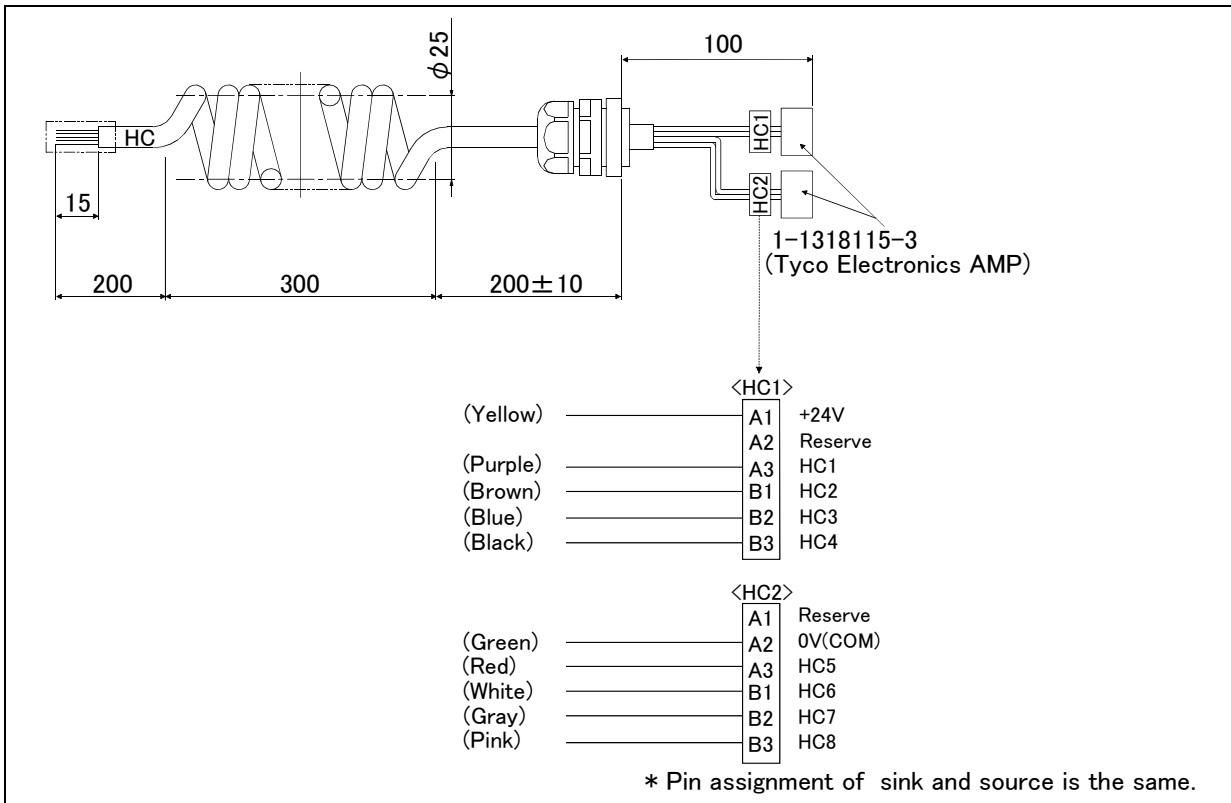 φ25
100
HC
HC1
HC2
15
1-1318115-3
(Tyco Electronics AMP)
200
300
200±10
<HC1>
(Yellow) A1 +24V
A2 Reserve
(Purple) A3 HC1
(Brown) B1 HC2
(Blue) B2 HC3
(Black) B3 HC4
<HC2>
A1 Reserve
(Green) A2 0V(COM)
(Red) A3 HC5
(White) B1 HC6
(Gray) B2 HC7
(Pink) B3 HC8
* Pin assignment of sink and source is the same.